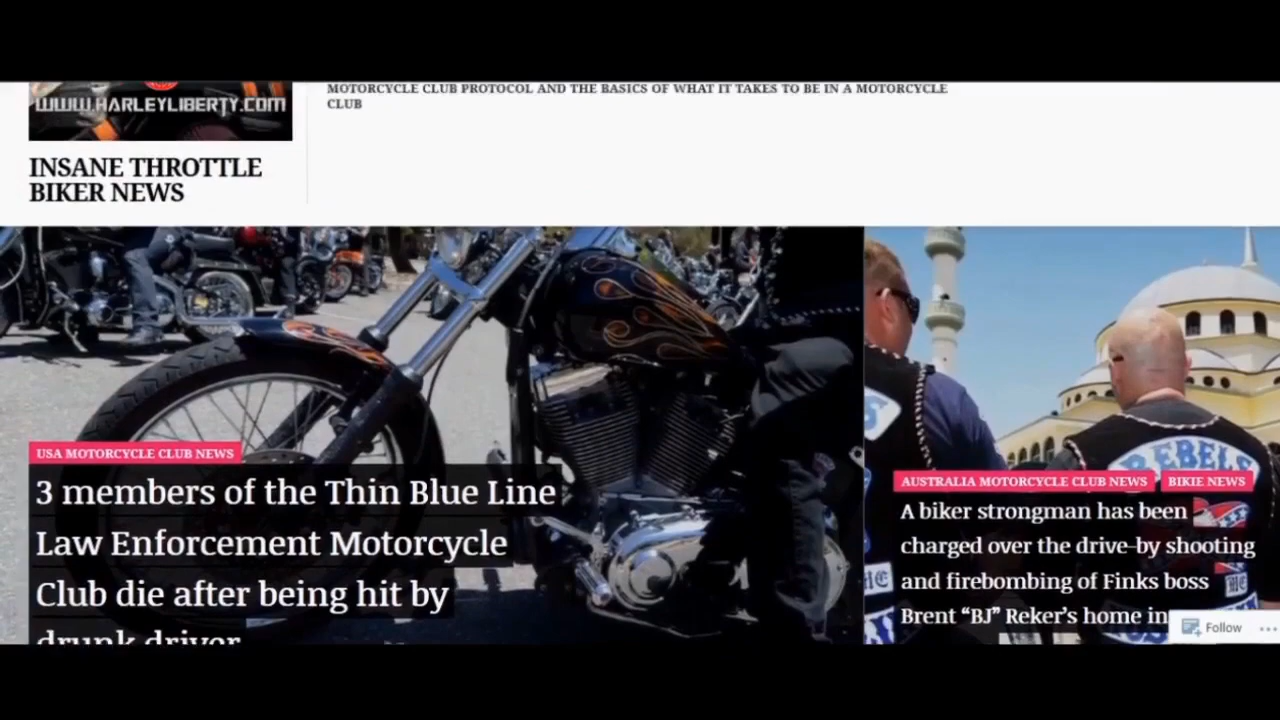 WWW.HARLEYLIBERTY.COM
MOTORCYCLE CLUB PROTOCOL AND THE BASICS OF WHAT IT TAKES TO BE IN A MOTORCYCLE
CLUB
INSANE THROTTLE
BIKER NEWS
USA MOTORCYCLE CLUB NEWS
3 members of the Thin Blue Line
Law Enforcement Motorcycle
Club die after being hit by
drunk driver
REBELS
AUSTRALIA MOTORCYCLE CLUB NEWS
BIKIE NEWS
A biker strongman has been
charged over the drive-by shooting
and firebombing of Finks boss
Brent “BJ” Reker’s home in
MC
Follow